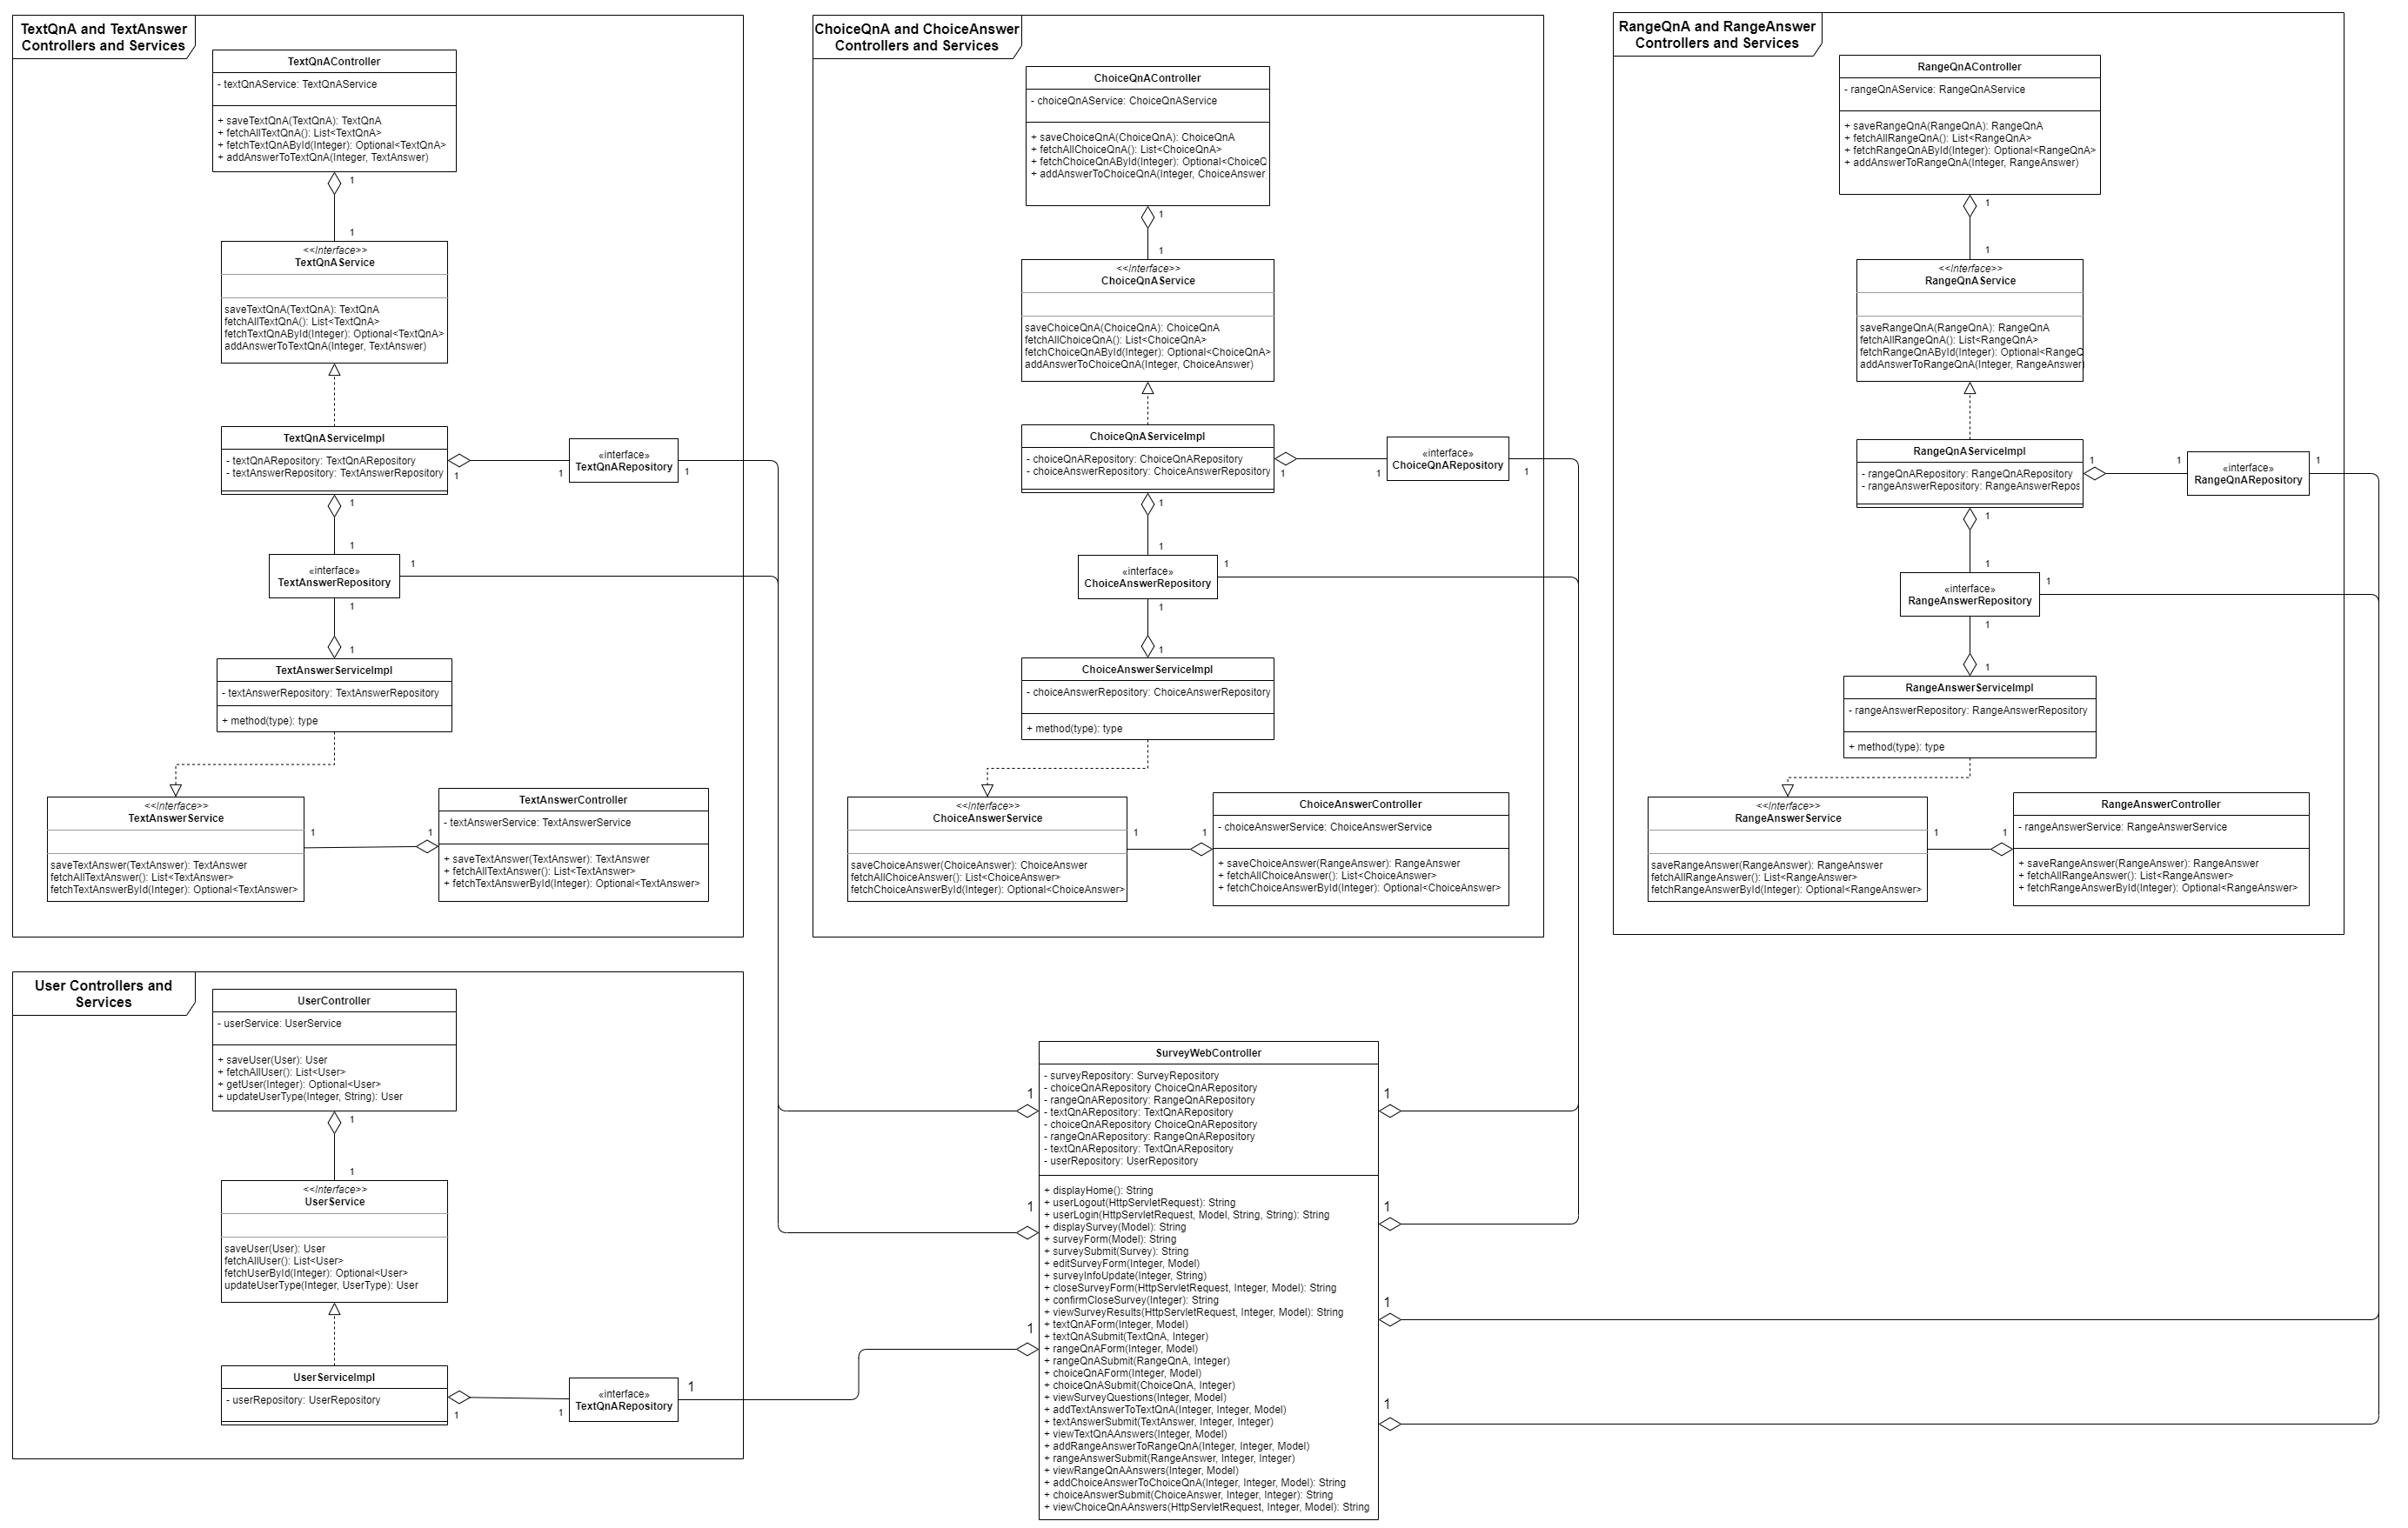 TextQnA and TextAnswer
Controllers and Services
TextQnAController
- textQnAService: TextQnAService
+ saveTextQnA(TextQnA): TextQnA
+ fetchAllTextQnA(): List<TextQnA>
+ fetchTextQnAById(Integer): Optional<TextQnA>
+ addAnswerToTextQnA(Integer, TextAnswer)
1
1
<<Interface>>
TextQnAService
saveTextQnA(TextQnA): TextQnA
fetchAllTextQnA(): List<TextQnA>
fetchTextQnAById(Integer): Optional<TextQnA>
addAnswerToTextQnA(Integer, TextAnswer)
TextQnAServiceImpl
- textQnARepository: TextQnARepository
- textAnswerRepository: TextAnswerRepository
1
1
«interface»
TextQnARepository
1
1
1
«interface»
TextAnswerRepository
1
1
1
TextAnswerServiceImpl
- textAnswerRepository: TextAnswerRepository
+ method(type): type
<<Interface>>
TextAnswerService
saveTextAnswer(TextAnswer): TextAnswer
fetchAllTextAnswer(): List<TextAnswer>
fetchTextAnswerById(Integer): Optional<TextAnswer>
1
1
TextAnswerController
- textAnswerService: TextAnswerService
+ saveTextAnswer(TextAnswer): TextAnswer
+ fetchAllTextAnswer(): List<TextAnswer>
+ fetchTextAnswerById(Integer): Optional<TextAnswer>
ChoiceQnA and ChoiceAnswer
Controllers and Services
ChoiceQnAController
- choiceQnAService: ChoiceQnAService
+ saveChoiceQnA(ChoiceQnA): ChoiceQnA
+ fetchAllChoiceQnA(): List<ChoiceQnA>
+ fetchChoiceQnAById(Integer): Optional<ChoiceQ
+ addAnswerToChoiceQnA(Integer, ChoiceAnswer
1
1
<<Interface>>
ChoiceQnAService
saveChoiceQnA(ChoiceQnA): ChoiceQnA
fetchAllChoiceQnA(): List<ChoiceQnA>
fetchChoiceQnAById(Integer): Optional<ChoiceQnA>
addAnswerToChoiceQnA(Integer, ChoiceAnswer)
ChoiceQnAServiceImpl
- choiceQnARepository: ChoiceQnARepository
- choiceAnswerRepository: ChoiceAnswerRepository
1
1
«interface»
ChoiceQnARepository
1
1
1
«interface»
ChoiceAnswerRepository
1
1
1
ChoiceAnswerServiceImpl
- choiceAnswerRepository: ChoiceAnswerRepository
+ method(type): type
<<Interface>>
ChoiceAnswerService
saveChoiceAnswer(ChoiceAnswer): ChoiceAnswer
fetchAllChoiceAnswer(): List<ChoiceAnswer>
fetchChoiceAnswerById(Integer): Optional<ChoiceAnswer>
1
1
ChoiceAnswerController
- choiceAnswerService: ChoiceAnswerService
+ saveChoiceAnswer(RangeAnswer): RangeAnswer
+ fetchAllChoiceAnswer(): List<ChoiceAnswer>
+ fetchChoiceAnswerById(Integer): Optional<ChoiceAnswer>
RangeQnA and RangeAnswer
Controllers and Services
RangeQnAController
- rangeQnAService: RangeQnAService
+ saveRangeQnA(RangeQnA): RangeQnA
+ fetchAllRangeQnA(): List<RangeQnA>
+ fetchRangeQnAById(Integer): Optional<RangeQnA>
+ addAnswerToRangeQnA(Integer, RangeAnswer)
1
1
<<Interface>>
RangeQnAService
saveRangeQnA(RangeQnA): RangeQnA
fetchAllRangeQnA(): List<RangeQnA>
fetchRangeQnAById(Integer): Optional<RangeQ
addAnswerToRangeQnA(Integer, RangeAnswer)
RangeQnAServiceImpl
- rangeQnARepository: RangeQnARepository
- rangeAnswerRepository: RangeAnswerRepos
1
1
«interface»
RangeQnARepository
1
1
1
«interface»
RangeAnswerRepository
1
1
1
RangeAnswerServiceImpl
- rangeAnswerRepository: RangeAnswerRepository
+ method(type): type
<<Interface>>
RangeAnswerService
saveRangeAnswer(RangeAnswer): RangeAnswer
fetchAllRangeAnswer(): List<RangeAnswer>
fetchRangeAnswerById(Integer): Optional<RangeAnswer>
1
1
RangeAnswerController
- rangeAnswerService: RangeAnswerService
+ saveRangeAnswer(RangeAnswer): RangeAnswer
+ fetchAllRangeAnswer(): List<RangeAnswer>
+ fetchRangeAnswerById(Integer): Optional<RangeAnswer>
User Controllers and
Services
UserController
- userService: UserService
+ saveUser(User): User
+ fetchAllUser(): List<User>
+ getUser(Integer): Optional<User>
+ updateUserType(Integer, String): User
1
1
<<Interface>>
UserService
saveUser(User): User
fetchAllUser(): List<User>
fetchUserById(Integer): Optional<User>
updateUserType(Integer, UserType): User
UserServiceImpl
- userRepository: UserRepository
1
1
«interface»
TextQnARepository
1
SurveyWebController
- surveyRepository: SurveyRepository
- choiceQnARepository ChoiceQnARepository
- rangeQnARepository: RangeQnARepository
- textQnARepository: TextQnARepository
- choiceQnARepository ChoiceQnARepository
- rangeQnARepository: RangeQnARepository
- textQnARepository: TextQnARepository
- userRepository: UserRepository
+ displayHome(): String
+ userLogout(HttpServletRequest): String
+ userLogin(HttpServletRequest, Model, String, String): String
+ displaySurvey(Model): String
+ surveyForm(Model): String
+ surveySubmit(Survey): String
+ editSurveyForm(Integer, Model)
+ surveyInfoUpdate(Integer, String)
+ closeSurveyForm(HttpServletRequest, Integer, Model): String
+ confirmCloseSurvey(Integer): String
+ viewSurveyResults(HttpServletRequest, Integer, Model): String
+ textQnAForm(Integer, Model)
+ textQnASubmit(TextQnA, Integer)
+ rangeQnAForm(Integer, Model)
+ rangeQnASubmit(RangeQnA, Integer)
+ choiceQnAForm(Integer, Model)
+ choiceQnASubmit(ChoiceQnA, Integer)
+ viewSurveyQuestions(Integer, Model)
+ addTextAnswerToTextQnA(Integer, Integer, Model)
+ textAnswerSubmit(TextAnswer, Integer, Integer)
+ viewTextQnAAnswers(Integer, Model)
+ addRangeAnswerToRangeQnA(Integer, Integer, Model)
+ rangeAnswerSubmit(RangeAnswer, Integer, Integer)
+ viewRangeQnAAnswers(Integer, Model)
+ addChoiceAnswerToChoiceQnA(Integer, Integer, Model): String
+ choiceAnswerSubmit(ChoiceAnswer, Integer, Integer): String
+ viewChoiceQnAAnswers(HttpServletRequest, Integer, Model): String
1
1
1
1
1
1
1